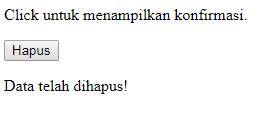 Click untuk menampilkan konfirmasi.
Hapus
Data telah dihapus!